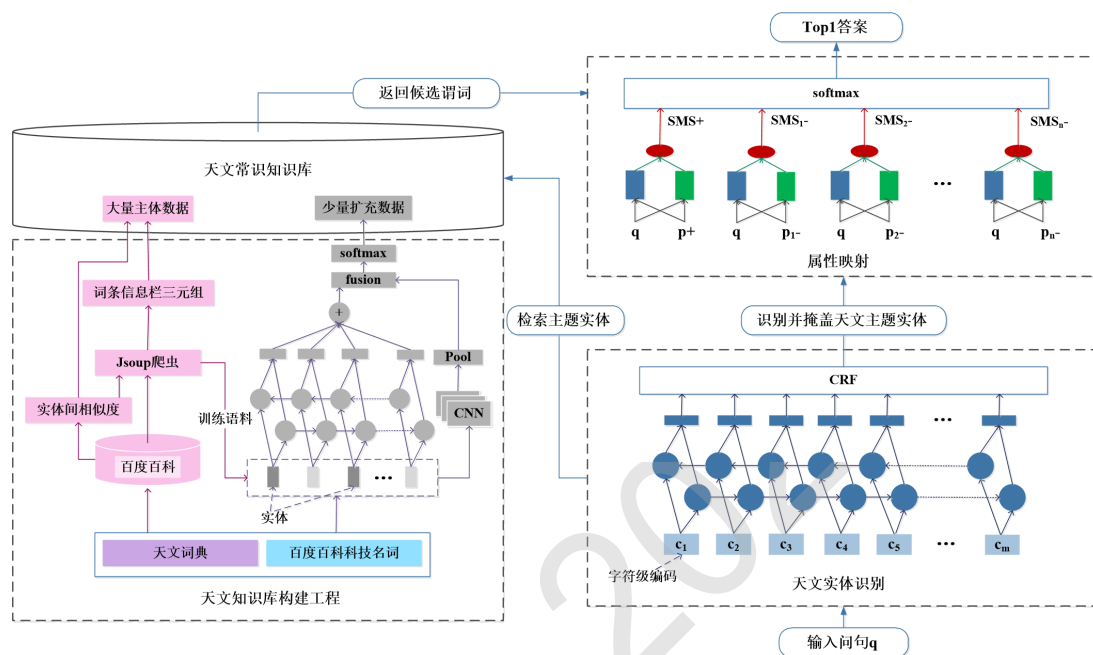 Top1答案
softmax
SMS+
SMS1-
SMS2-
SMSn-
...
q
p+
q
p1-
q
p2-
q
pn-
属性映射
返回候选谓词
天文常识知识库
大量主体数据
少量扩充数据
softmax
fusion
+
词条信息栏三元组
Jsoup爬虫
Pool
CNN
实体间相似度
训练语料
百度百科
...
实体
天文词典
百度百科科技名词
天文知识库构建工程
检索主题实体
识别并掩盖天文主题实体
CRF
...
c1
c2
c3
c4
c5
...
cm
字符级编码
天文实体识别
输入问句q
202